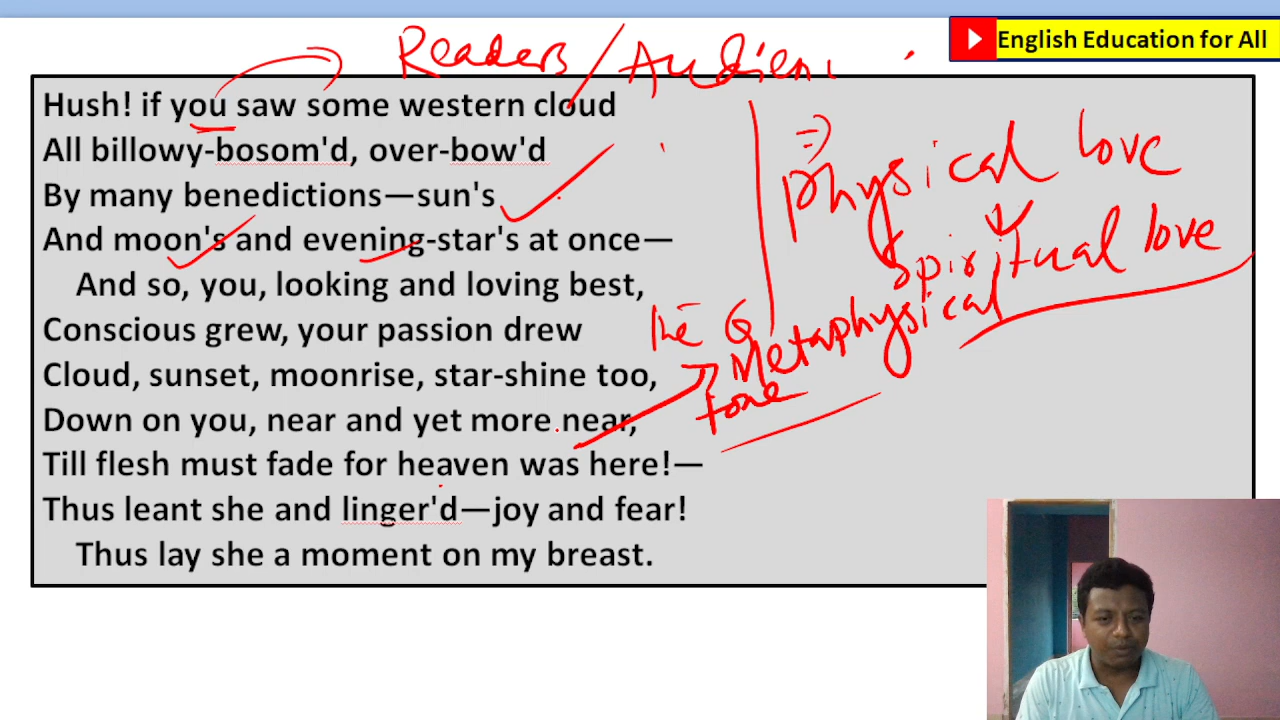 English Education for All
Readers/Audien
Hush! if you saw some western cloud
All billowy-bosom'd, over-bow'd
By many benedictions—sun's
And moon's and evening-star's at once—
And so, you, looking and loving best,
Conscious grew, your passion drew
Cloud, sunset, moonrise, star-shine too,
Down on you, near and yet more near,
Till flesh must fade for heaven was here!—
Thus leant she and linger'd—joy and fear!
Thus lay she a moment on my breast.
⇒
physical love
↓
spiritual love
Metaphysical
tone